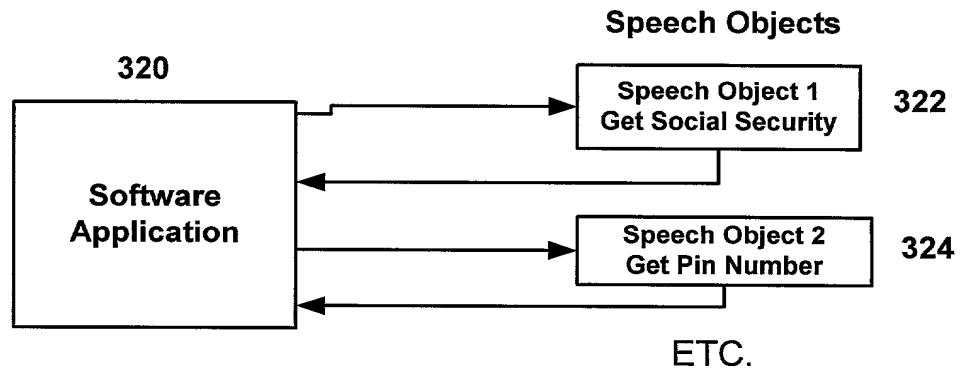 Speech Objects
320
Speech Object 1
Get Social Security
322
Software
Application
Speech Object 2
Get Pin Number
324
ETC.